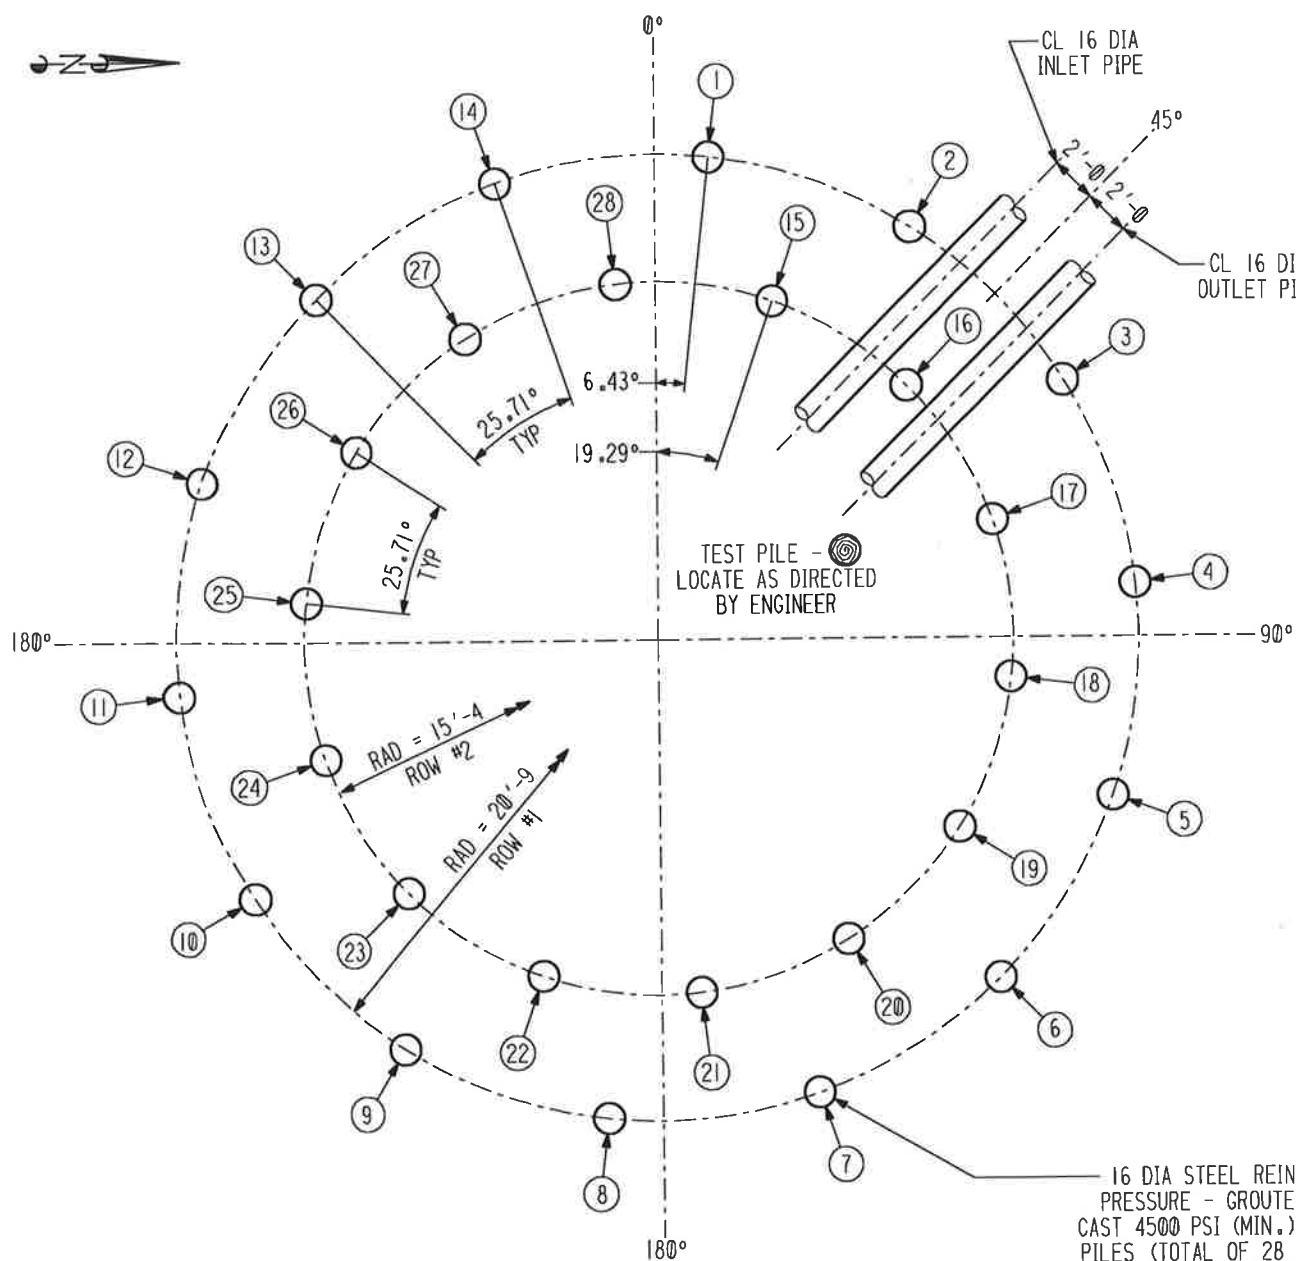 0°
N
CL 16 DIA
INLET PIPE
45°
2'-0
2'-0
CL 16 DI
OUTLET PI
1
2
3
4
5
6
7
8
9
10
11
12
13
14
15
16
17
18
19
20
21
22
23
24
25
26
27
28
6.43°
19.29°
25.71°
TYP
25.71°
TYP
TEST PILE -
LOCATE AS DIRECTED
BY ENGINEER
180°
90°
RAD = 15'-4
ROW #2
RAD = 20'-9
ROW #1
16 DIA STEEL REIN
PRESSURE - GROUTE
CAST 4500 PSI (MIN.)
PILES (TOTAL OF 28
180°